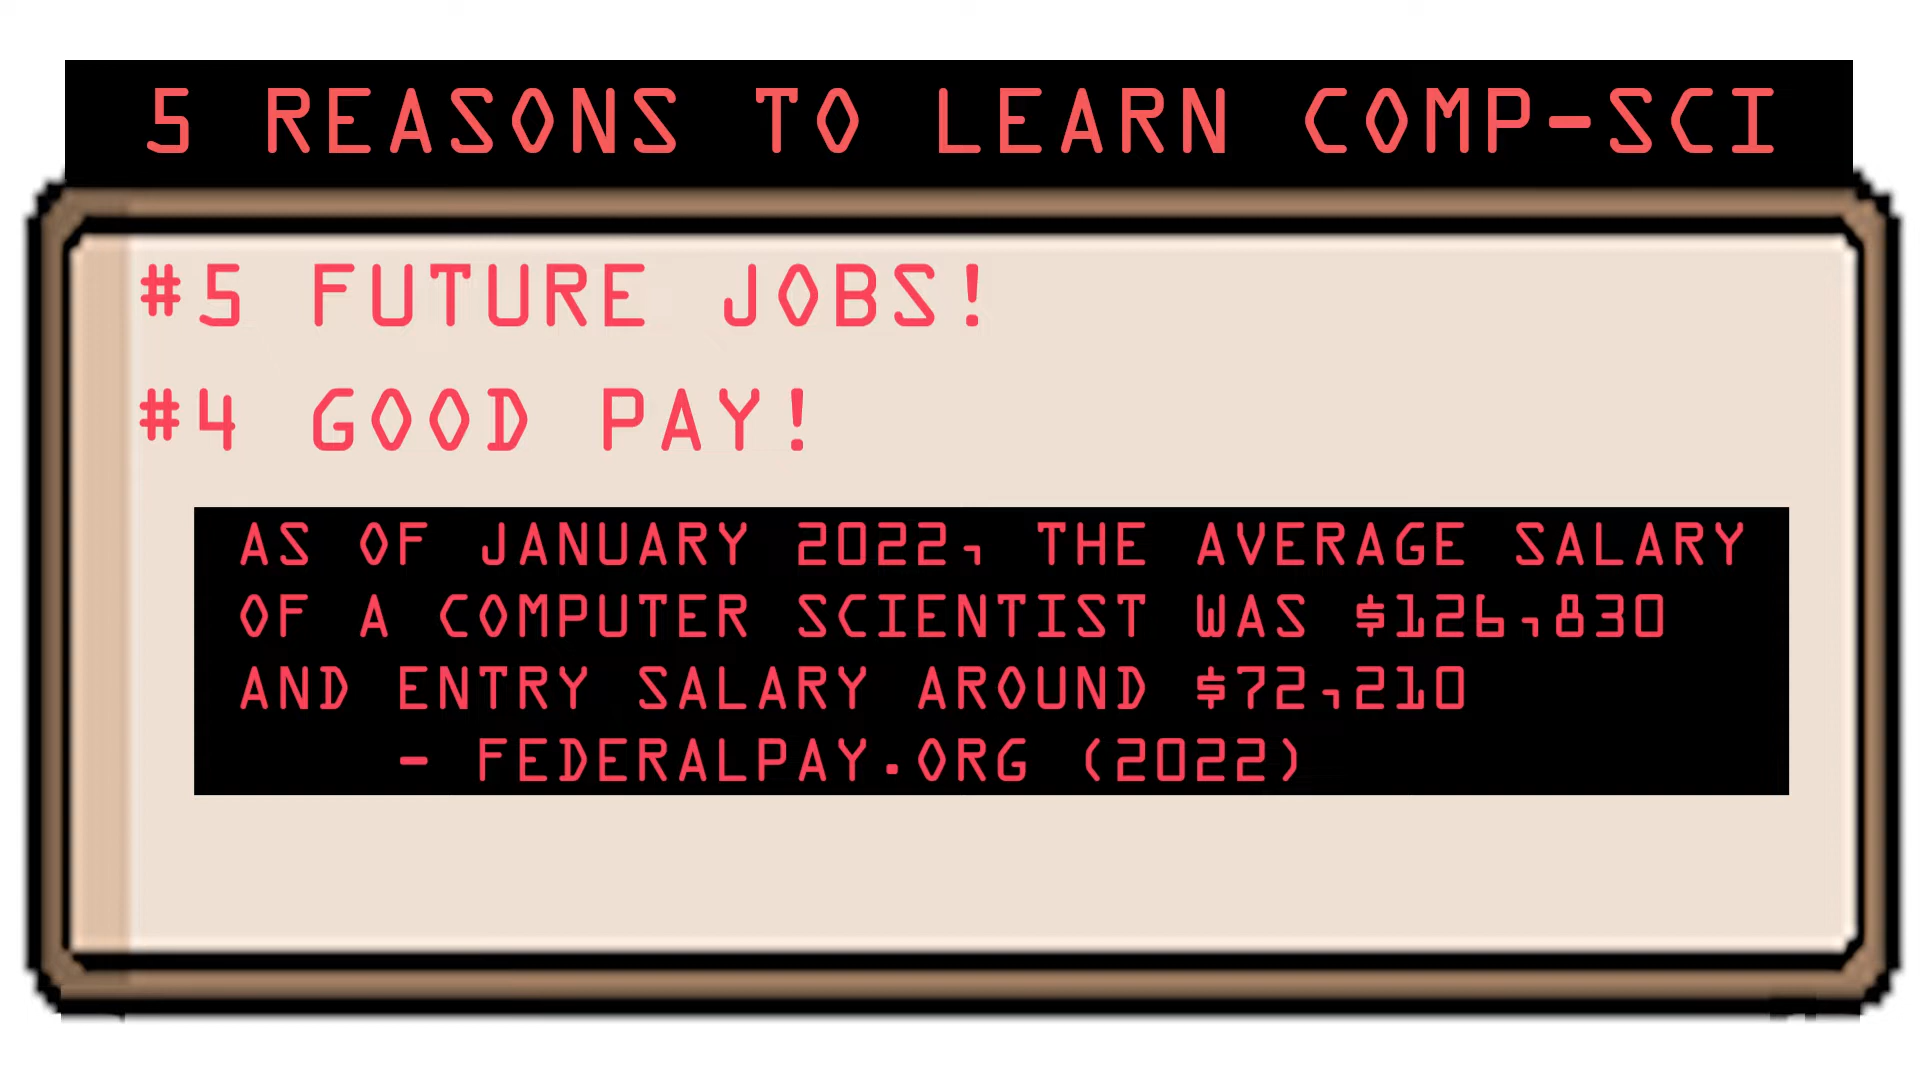 5 REASONS TO LEARN COMP-SCI
#5 FUTURE JOBS!
#4 GOOD PAY!
AS OF JANUARY 2022, THE AVERAGE SALARY
OF A COMPUTER SCIENTIST WAS $126,830
AND ENTRY SALARY AROUND $72,210
- FEDERALPAY.ORG (2022)